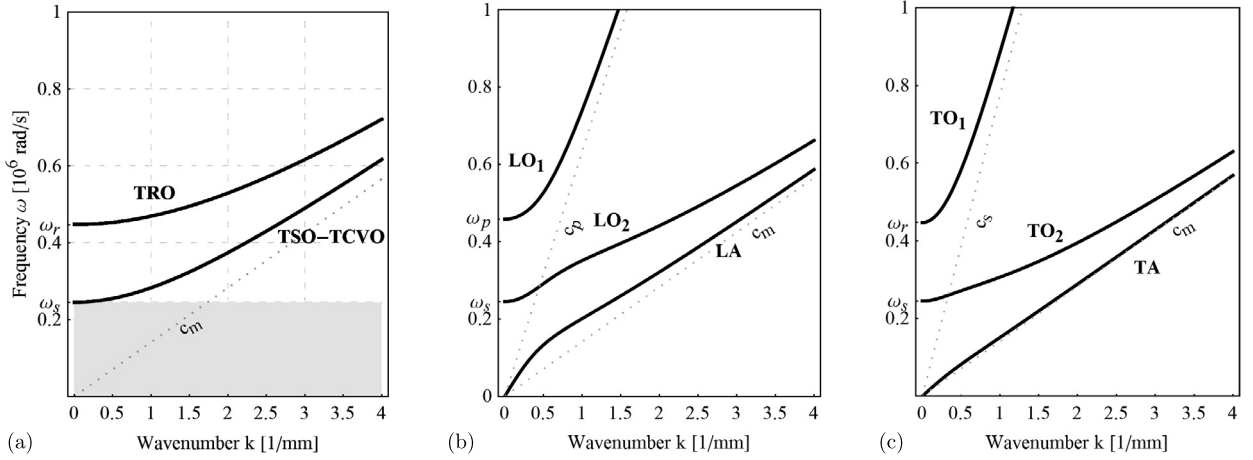 Frequency ω [10⁶ rad/s]
1
0.8
0.6
ωᵣ
0.4
ωₛ
0.2
TRO
TSO−TCVO
cₘ
0 0.5 1 1.5 2 2.5 3 3.5 4
(a) Wavenumber k [1/mm]
1
0.8
0.6
ωₚ
0.4
ωₛ
0.2
0
LO₁
cₚ
LO₂
LA
cₘ
0 0.5 1 1.5 2 2.5 3 3.5 4
(b) Wavenumber k [1/mm]
1
0.8
0.6
ωᵣ
0.4
ωₛ
0.2
0
TO₁
cₛ
TO₂
cₘ
TA
0 0.5 1 1.5 2 2.5 3 3.5 4
(c) Wavenumber k [1/mm]